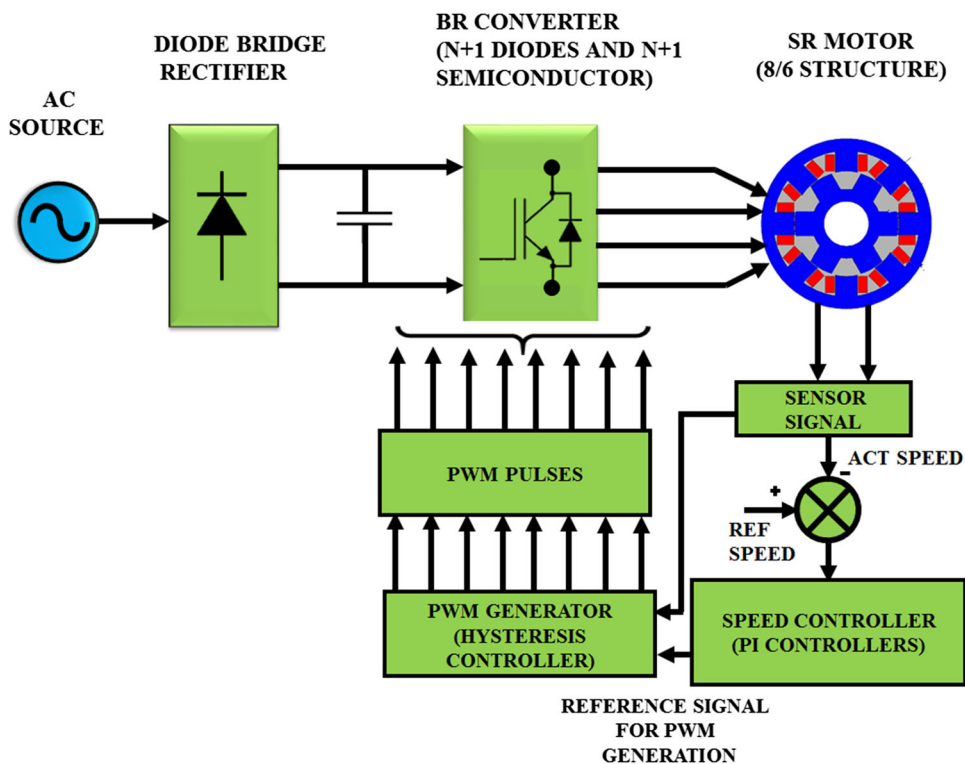 AC
SOURCE
DIODE BRIDGE
RECTIFIER
BR CONVERTER
(N+1 DIODES AND N+1
SEMICONDUCTOR)
SR MOTOR
(8/6 STRUCTURE)
SENSOR
SIGNAL
- ACT SPEED
+
REF
SPEED
PWM PULSES
PWM GENERATOR
(HYSTERESIS
CONTROLLER)
SPEED CONTROLLER
(PI CONTROLLERS)
REFERENCE SIGNAL
FOR PWM
GENERATION